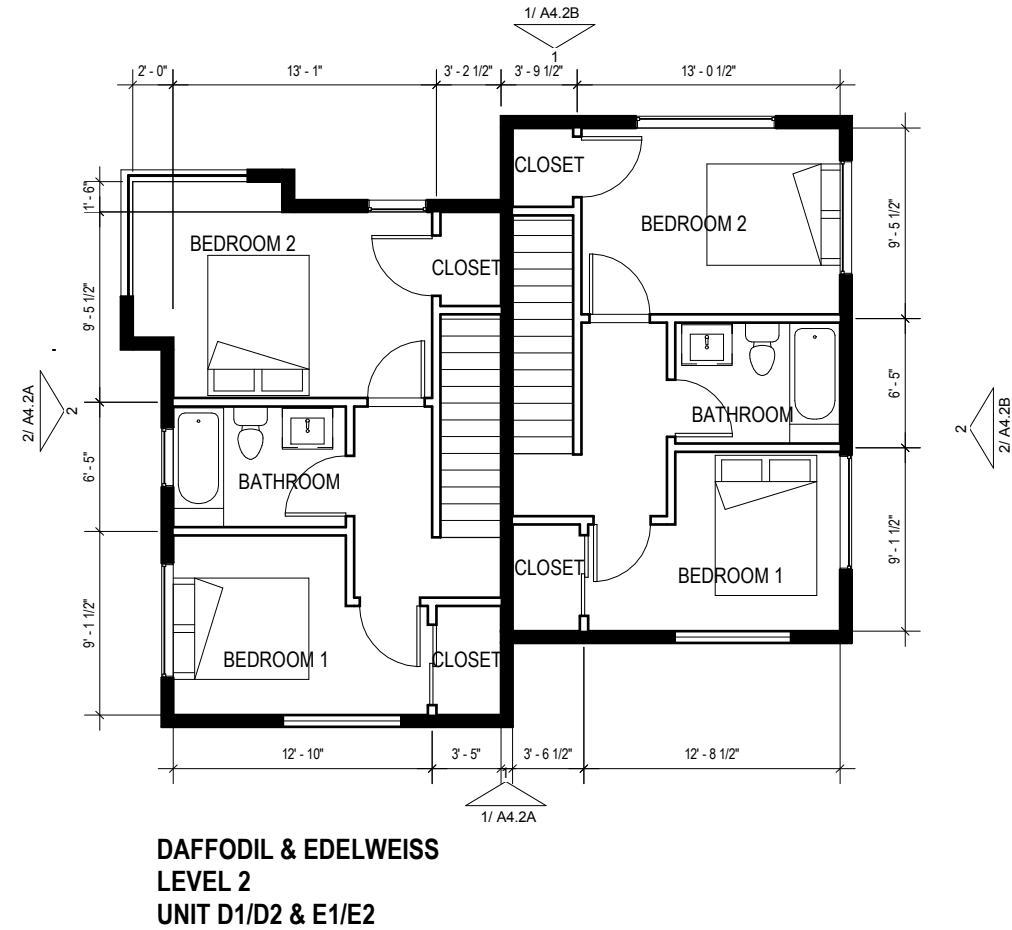 1/ A4.2B
1
2' - 0"
13' - 1"
3' - 2 1/2"
3' - 9 1/2"
13' - 0 1/2"
CLOSET
1' - 6"
BEDROOM 2
9' - 5 1/2"
BEDROOM 2
CLOSET
9' - 5 1/2"
2/ A4.2A
2
6' - 5"
BATHROOM
2
2/ A4.2B
6' - 5"
BATHROOM
9' - 1 1/2"
CLOSET
BEDROOM 1
9' - 1 1/2"
BEDROOM 1
CLOSET
12' - 10"
3' - 5"
3' - 6 1/2"
12' - 8 1/2"
1
1/ A4.2A
DAFFODIL & EDELWEISS
LEVEL 2
UNIT D1/D2 & E1/E2